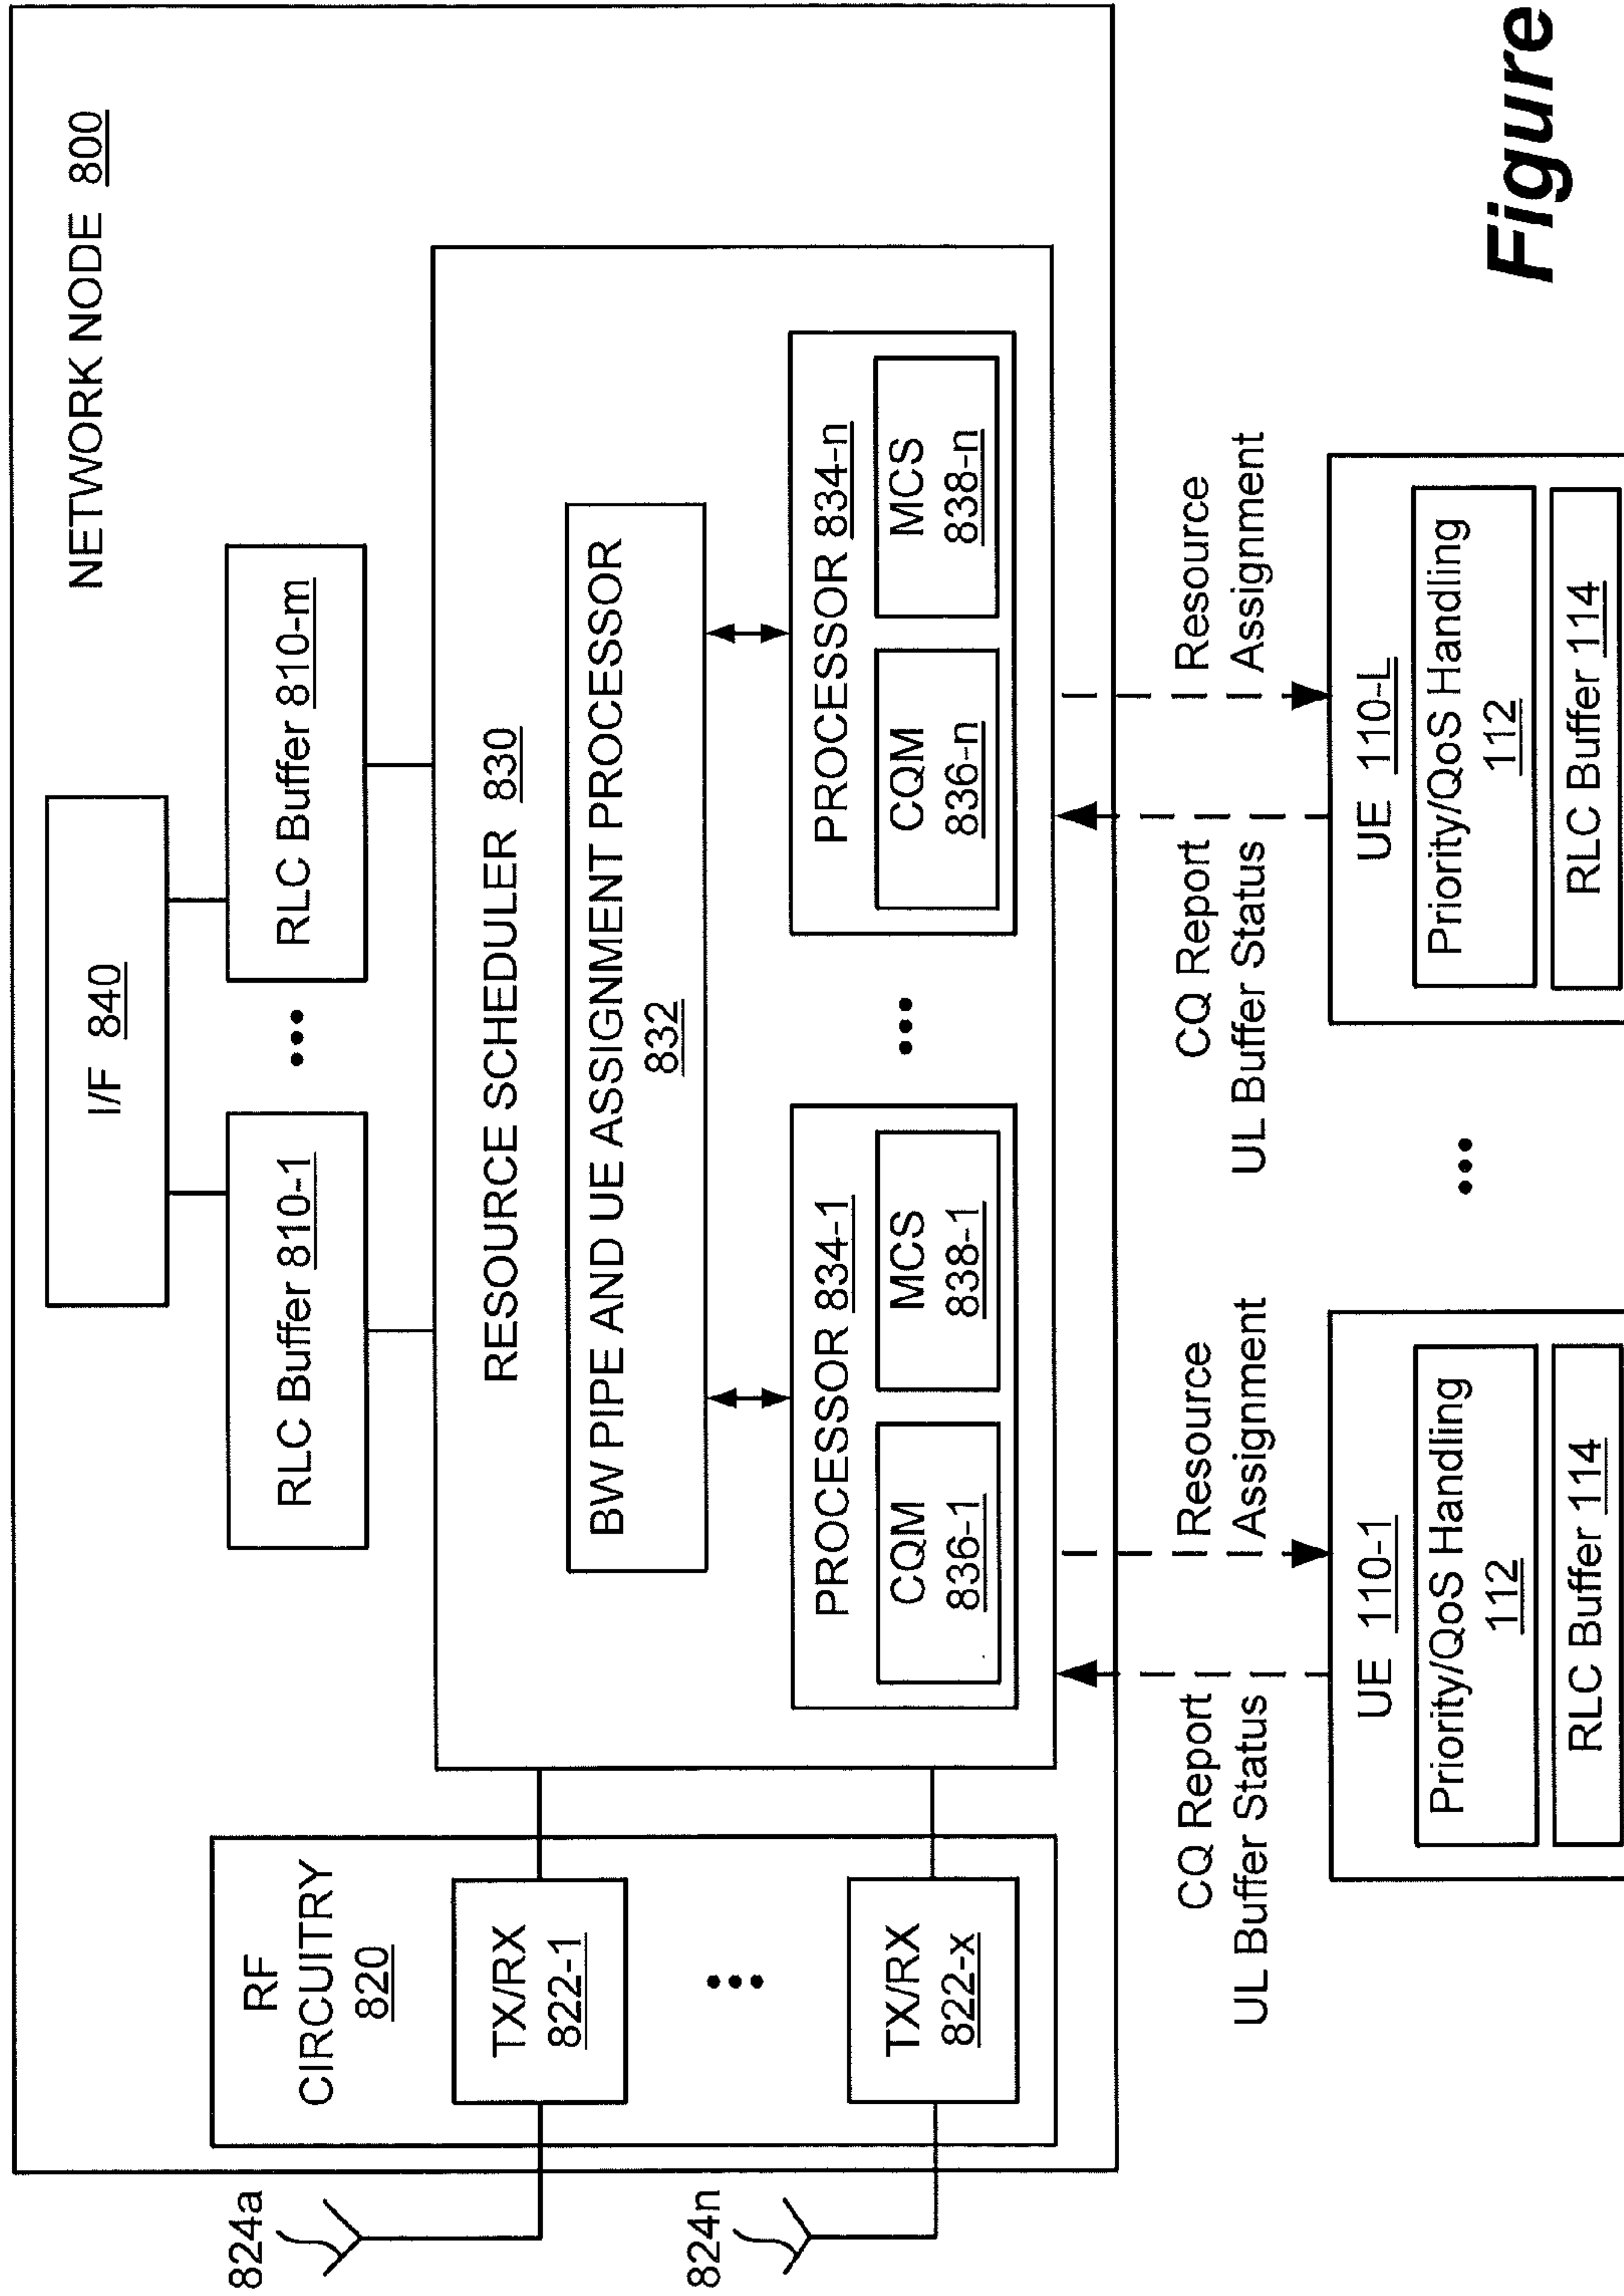 NETWORK NODE 800
I/F 840
RLC Buffer 810-1
•••
RLC Buffer 810-m
RF
CIRCUITRY
820
TX/RX
822-1
•••
TX/RX
822-x
824a
824n
RESOURCE SCHEDULER 830
BW PIPE AND UE ASSIGNMENT PROCESSOR
832
PROCESSOR 834-1
CQM
836-1
MCS
838-1
•••
PROCESSOR 834-n
CQM
836-n
MCS
838-n
CQ Report
UL Buffer Status
Resource
Assignment
CQ Report
UL Buffer Status
Resource
Assignment
UE 110-1
Priority/QoS Handling
112
RLC Buffer 114
•••
UE 110-L
Priority/QoS Handling
112
RLC Buffer 114
Figure